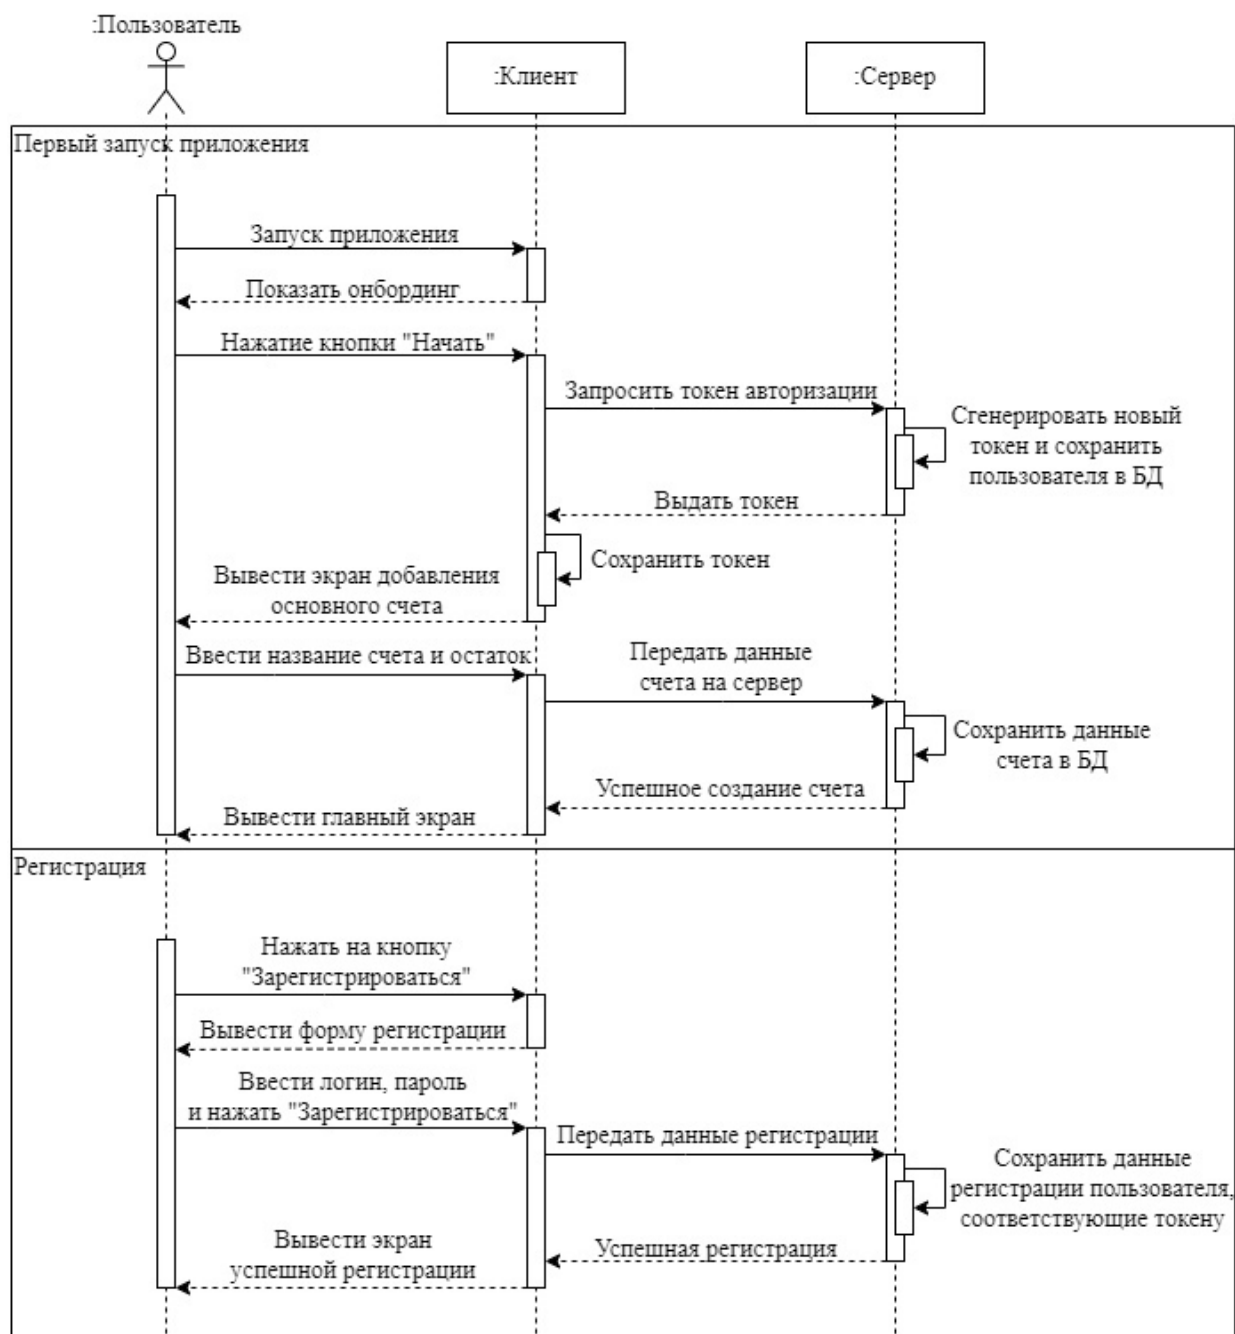 :Пользователь
:Клиент
:Сервер
Первый запуск приложения
Запуск приложения
Показать онбординг
Нажатие кнопки "Начать"
Запросить токен авторизации
Сгенерировать новый
токен и сохранить
пользователя в БД
Выдать токен
Сохранить токен
Вывести экран добавления
основного счета
Ввести название счета и остаток
Передать данные
счета на сервер
Сохранить данные
счета в БД
Успешное создание счета
Вывести главный экран
Регистрация
Нажать на кнопку
"Зарегистрироваться"
Вывести форму регистрации
Ввести логин, пароль
и нажать "Зарегистрироваться"
Передать данные регистрации
Сохранить данные
регистрации пользователя,
соответствующие токену
Успешная регистрация
Вывести экран
успешной регистрации